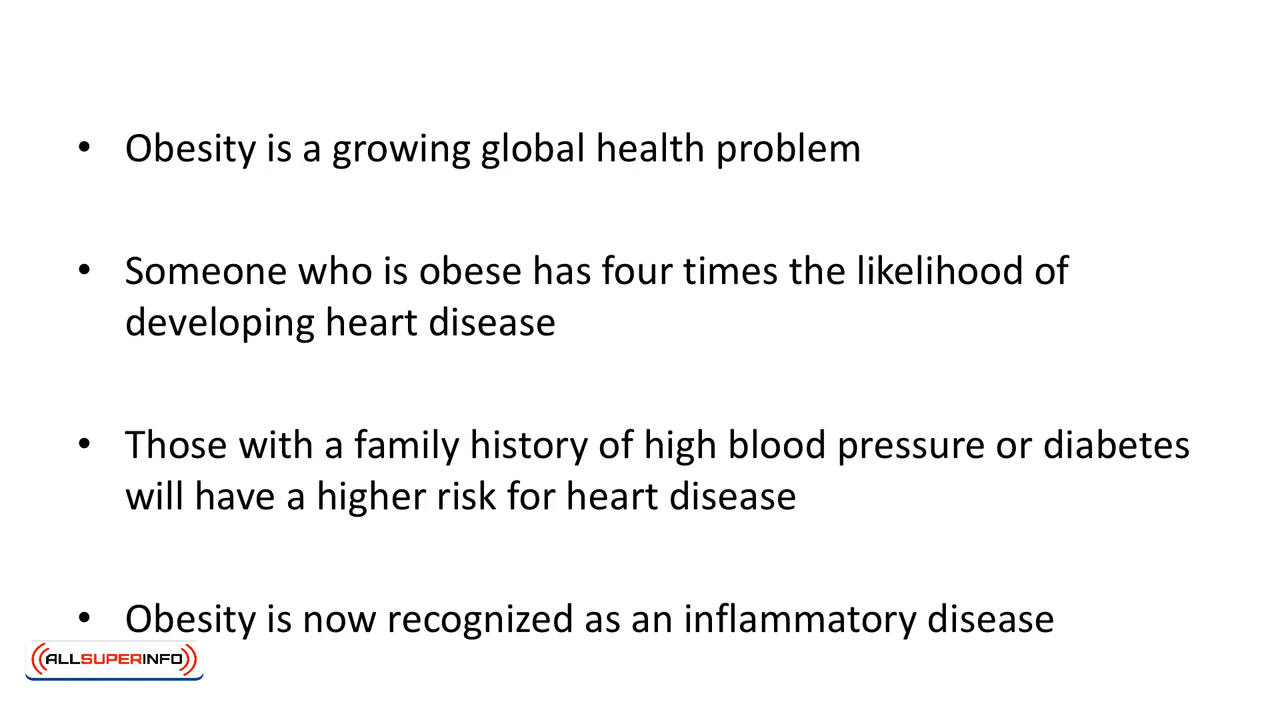 • Obesity is a growing global health problem
• Someone who is obese has four times the likelihood of
developing heart disease
• Those with a family history of high blood pressure or diabetes
will have a higher risk for heart disease
• Obesity is now recognized as an inflammatory disease
ALLSUPERINFO